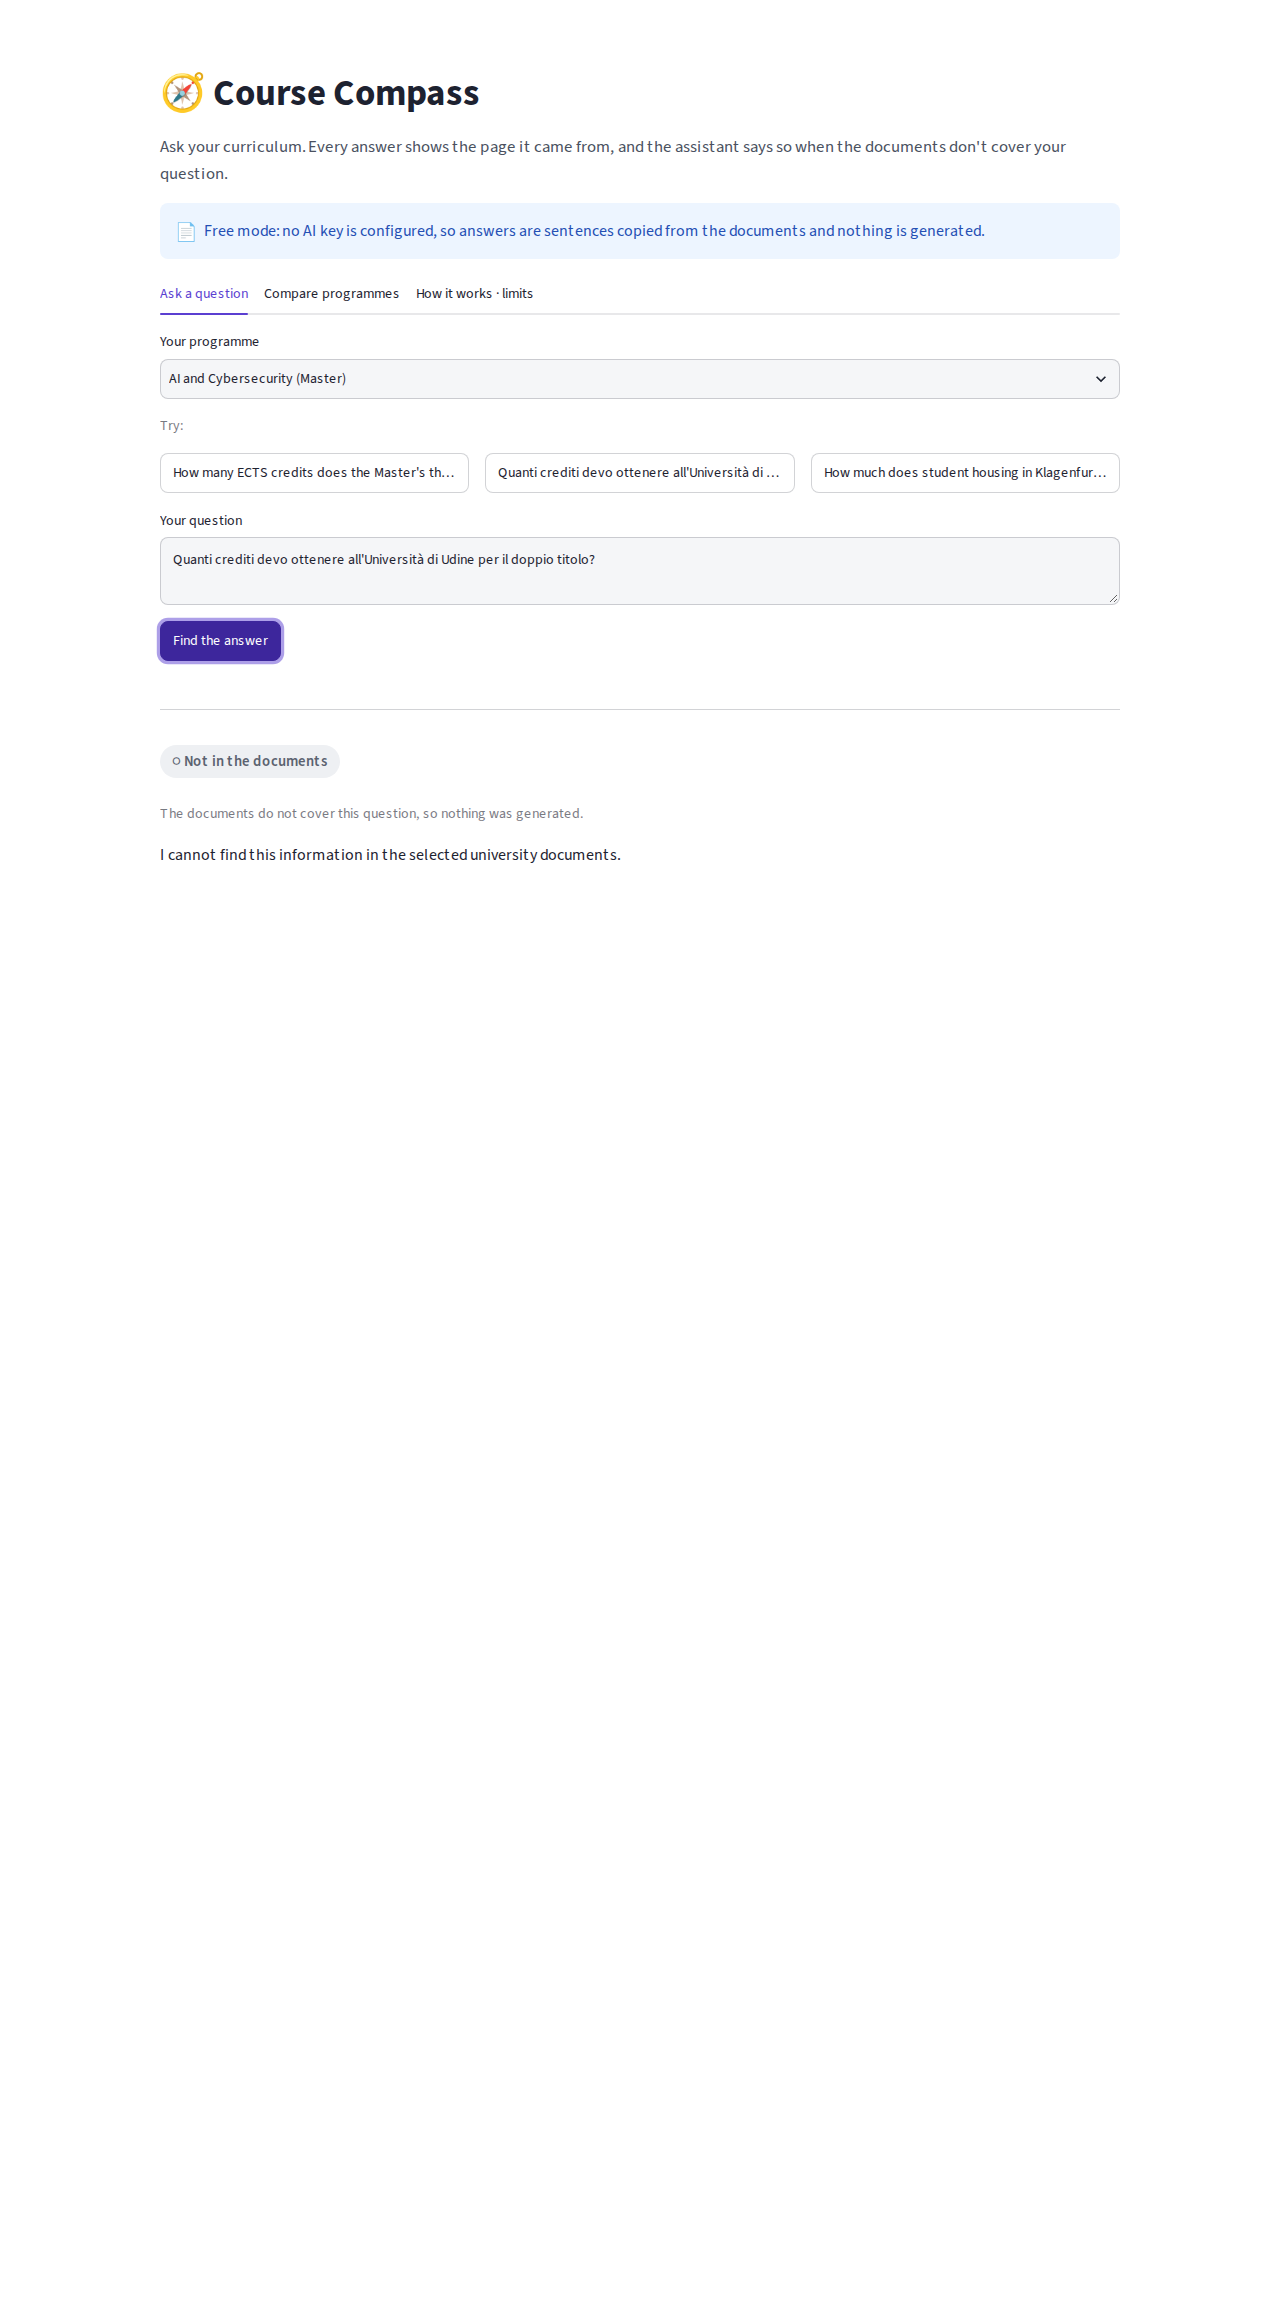 🧭 Course Compass
Ask your curriculum. Every answer shows the page it came from, and the assistant says so when the documents don't cover your
question.
📄 Free mode: no AI key is configured, so answers are sentences copied from the documents and nothing is generated.
Ask a question Compare programmes How it works · limits
Your programme
AI and Cybersecurity (Master)
Try:
How many ECTS credits does the Master's th… Quanti crediti devo ottenere all'Università di … How much does student housing in Klagenfur…
Your question
Quanti crediti devo ottenere all'Università di Udine per il doppio titolo?
Find the answer
○ Not in the documents
The documents do not cover this question, so nothing was generated.
I cannot find this information in the selected university documents.